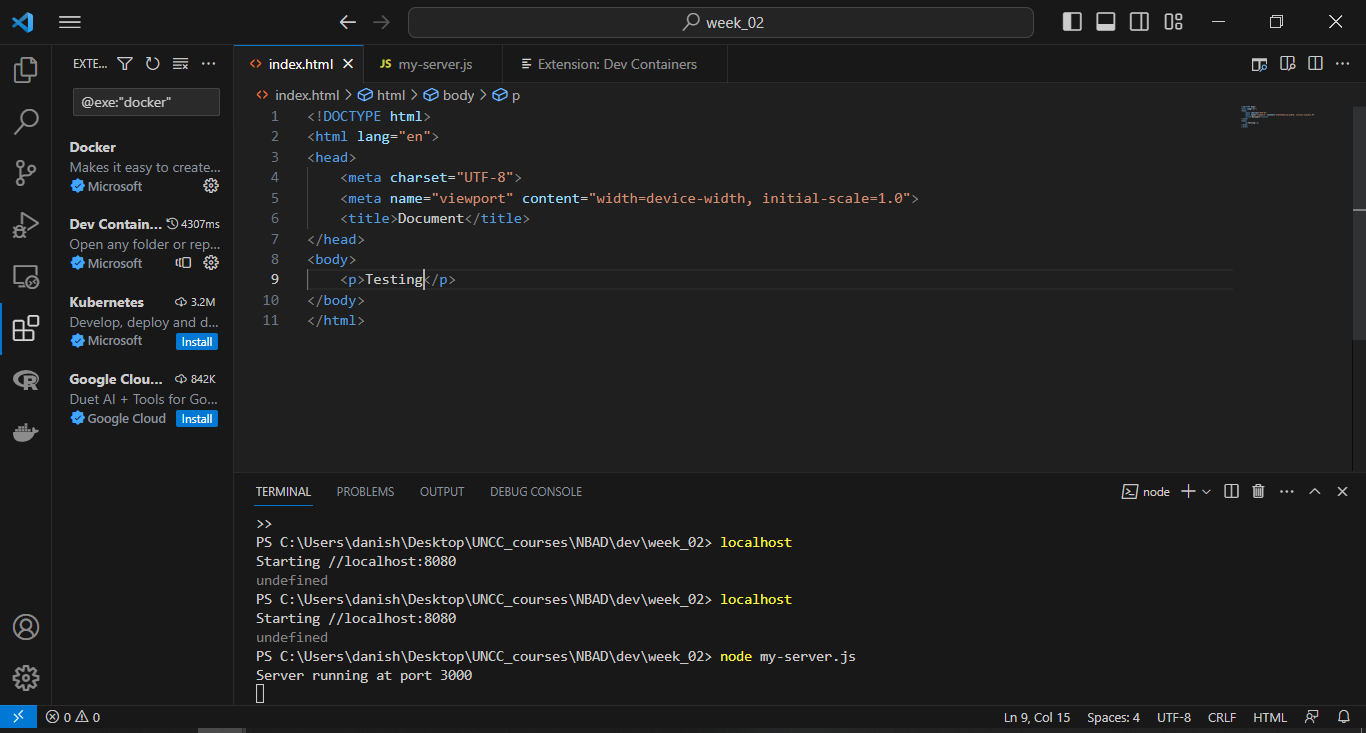 week_02
EXTE...
index.html
JS my-server.js
Extension: Dev Containers
@exe:"docker"
Docker
Makes it easy to create...
Microsoft
Dev Contain... 4307ms
Open any folder or rep...
Microsoft
Kubernetes 3.2M
Develop, deploy and d...
Microsoft Install
Google Clou... 842K
Duet AI + Tools for Go...
Google Cloud Install
index.html > html > body > p
1 <!DOCTYPE html>
2 <html lang="en">
3 <head>
4 <meta charset="UTF-8">
5 <meta name="viewport" content="width=device-width, initial-scale=1.0">
6 <title>Document</title>
7 </head>
8 <body>
9 <p>Testing</p>
10 </body>
11 </html>
TERMINAL PROBLEMS OUTPUT DEBUG CONSOLE
node
>>
PS C:\Users\danish\Desktop\UNCC_courses\NBAD\dev\week_02> localhost
Starting //localhost:8080
undefined
PS C:\Users\danish\Desktop\UNCC_courses\NBAD\dev\week_02> localhost
Starting //localhost:8080
undefined
PS C:\Users\danish\Desktop\UNCC_courses\NBAD\dev\week_02> node my-server.js
Server running at port 3000
0 0
Ln 9, Col 15 Spaces: 4 UTF-8 CRLF HTML